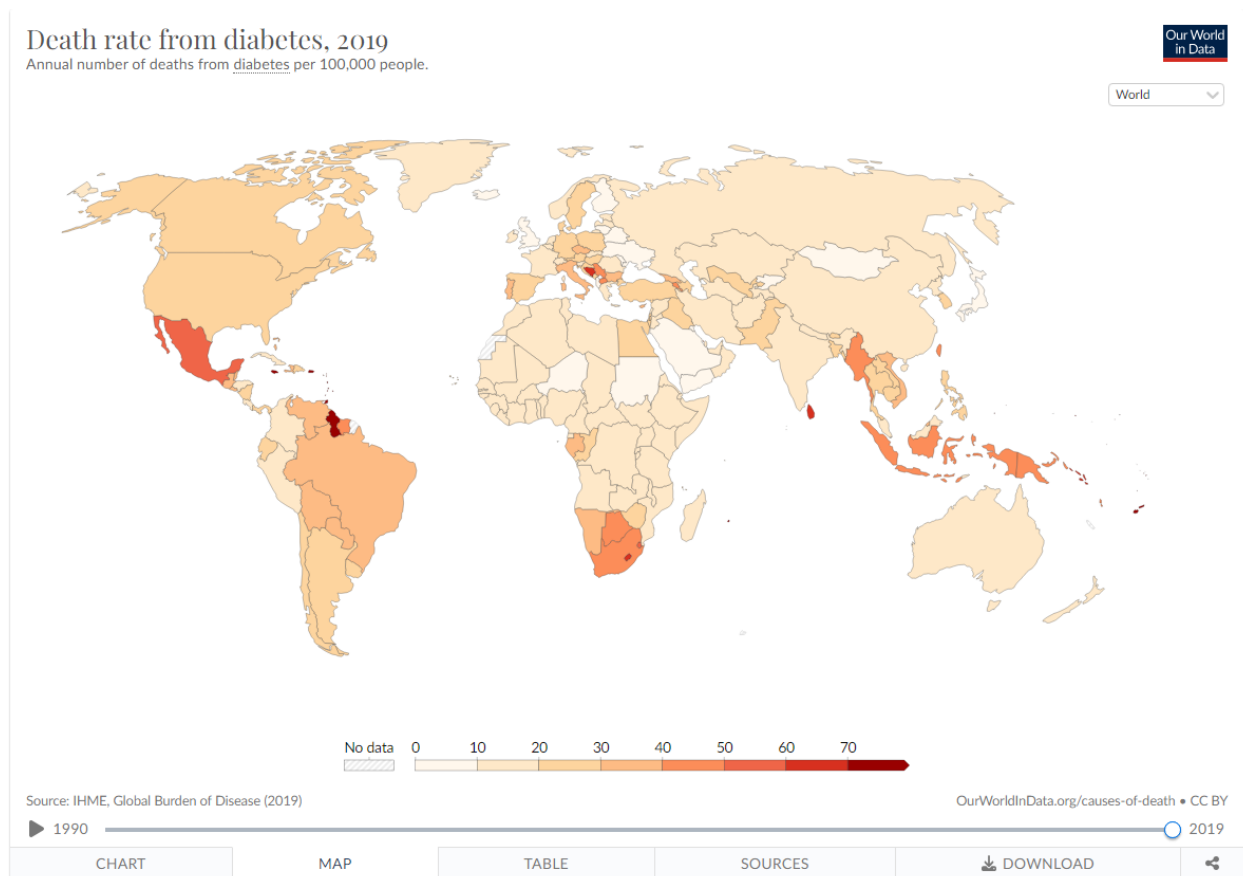 Death rate from diabetes, 2019
Annual number of deaths from diabetes per 100,000 people.
Our World
in Data
World
No data 0 10 20 30 40 50 60 70
Source: IHME, Global Burden of Disease (2019)
OurWorldInData.org/causes-of-death • CC BY
1990
2019
CHART
MAP
TABLE
SOURCES
DOWNLOAD